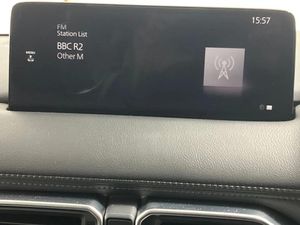 15:57
FM
Station List
MENU
BBC R2
Other M